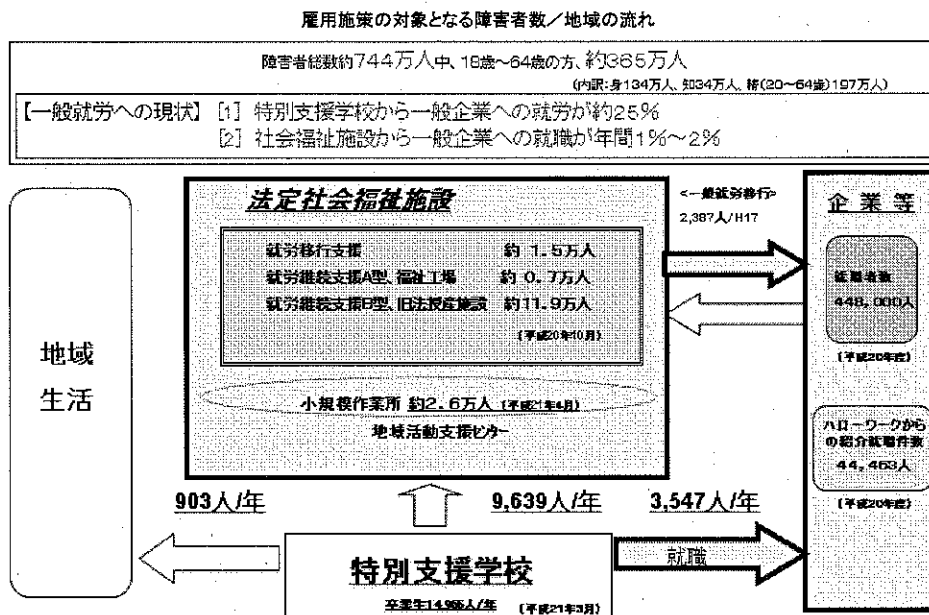 雇用施策の対象となる障害者数／地域の流れ
障害者総数約744万人中、18歳～64歳の方、約365万人
(内訳:身134万人、知34万人、精(20～64歳)197万人)
【一般就労への現状】 [1] 特別支援学校から一般企業への就労が約25%
[2] 社会福祉施設から一般企業への就職が年間1%～2%
地域
生活
法定社会福祉施設
就労移行支援 約 1.5万人
就労継続支援A型、福祉工場 約 0.7万人
就労継続支援B型、旧法授産施設 約11.9万人
(平成20年10月)
小規模作業所 約2.6万人 (平成21年4月)
地域活動支援センター
<一般就労移行>
2,387人/H17
企 業 等
就職者数
448,000人
(平成20年度)
ハローワークから
の紹介就職件数
44,463人
(平成20年度)
903人/年
9,639人/年
3,547人/年
就職
特別支援学校
卒業生14,966人/年 (平成21年3月)